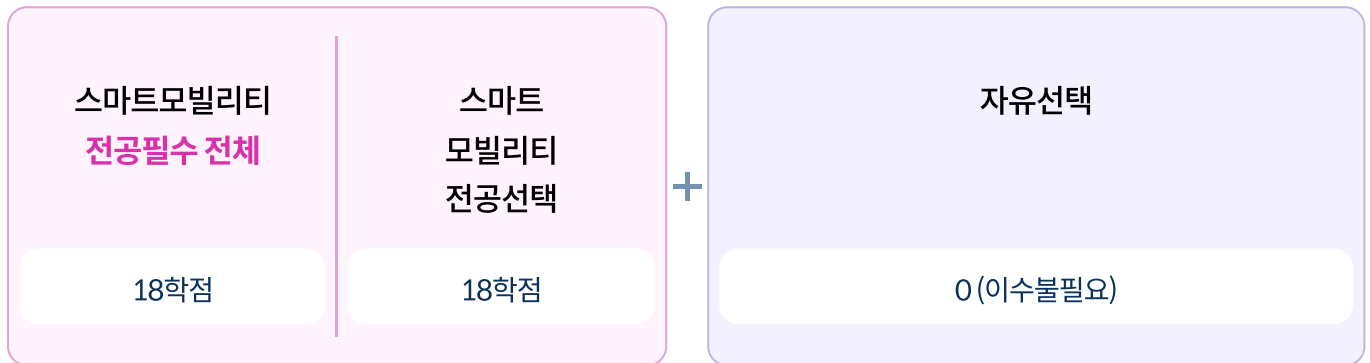 스마트모빌리티
전공필수 전체
18학점
스마트
모빌리티
전공선택
18학점
+
자유선택
0 (이수불필요)